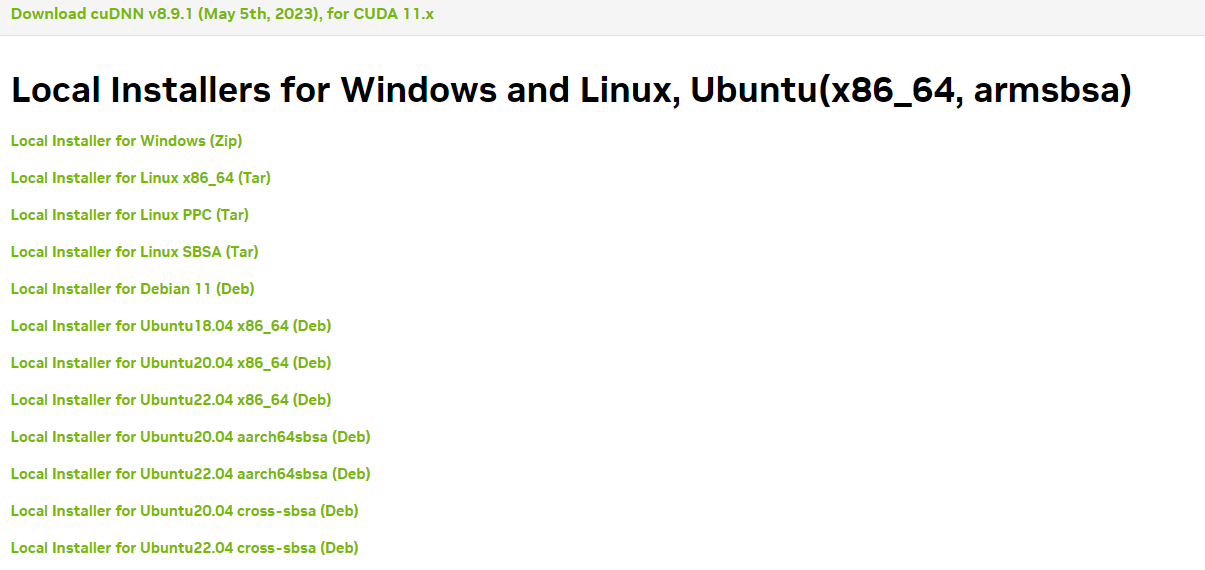 Download cuDNN v8.9.1 (May 5th, 2023), for CUDA 11.x
Local Installers for Windows and Linux, Ubuntu(x86_64, armsbsa)
Local Installer for Windows (Zip)
Local Installer for Linux x86_64 (Tar)
Local Installer for Linux PPC (Tar)
Local Installer for Linux SBSA (Tar)
Local Installer for Debian 11 (Deb)
Local Installer for Ubuntu18.04 x86_64 (Deb)
Local Installer for Ubuntu20.04 x86_64 (Deb)
Local Installer for Ubuntu22.04 x86_64 (Deb)
Local Installer for Ubuntu20.04 aarch64sbsa (Deb)
Local Installer for Ubuntu22.04 aarch64sbsa (Deb)
Local Installer for Ubuntu20.04 cross-sbsa (Deb)
Local Installer for Ubuntu22.04 cross-sbsa (Deb)